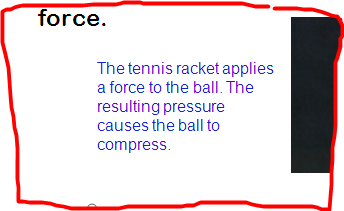 force.
The tennis racket applies
a force to the ball. The
resulting pressure
causes the ball to
compress.